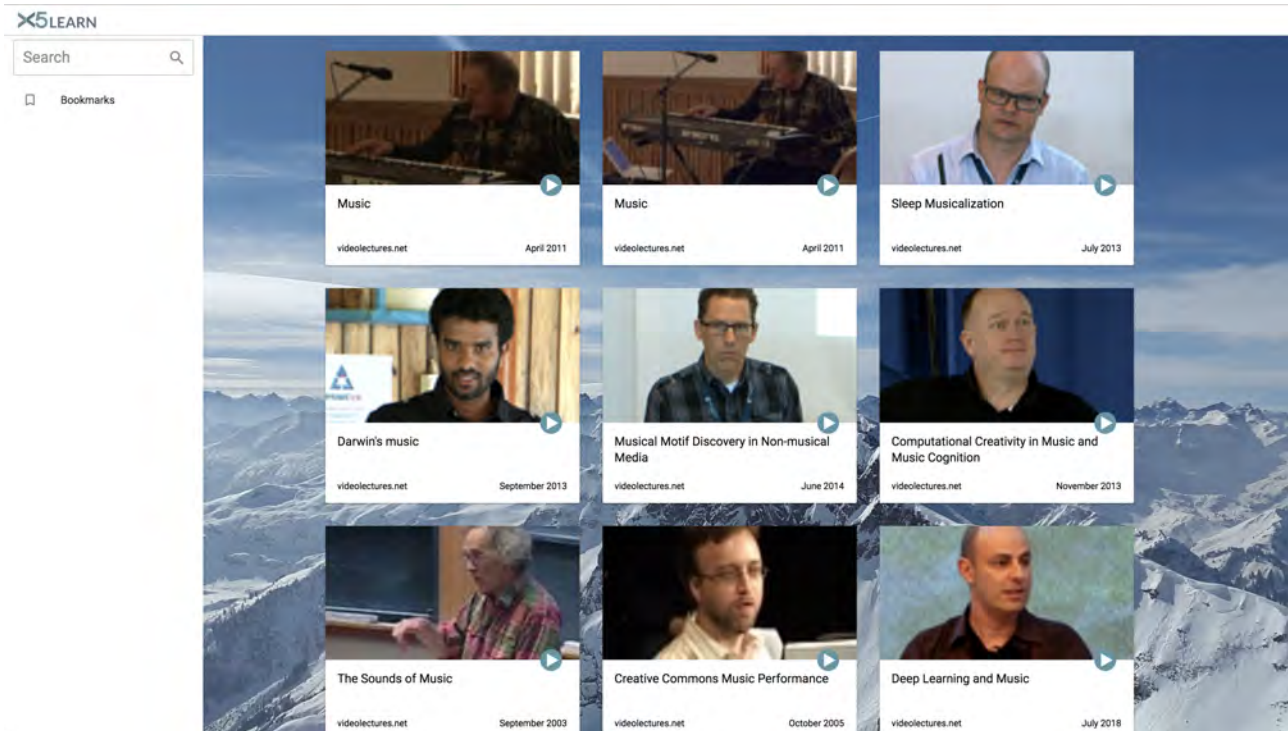 X5LEARN
Search
Bookmarks
Music
videolectures.net April 2011
Music
videolectures.net April 2011
Sleep Musicalization
videolectures.net July 2013
Darwin's music
videolectures.net September 2013
Musical Motif Discovery in Non-musical
Media
videolectures.net June 2014
Computational Creativity in Music and
Music Cognition
videolectures.net November 2013
The Sounds of Music
videolectures.net September 2003
Creative Commons Music Performance
videolectures.net October 2005
Deep Learning and Music
videolectures.net July 2018